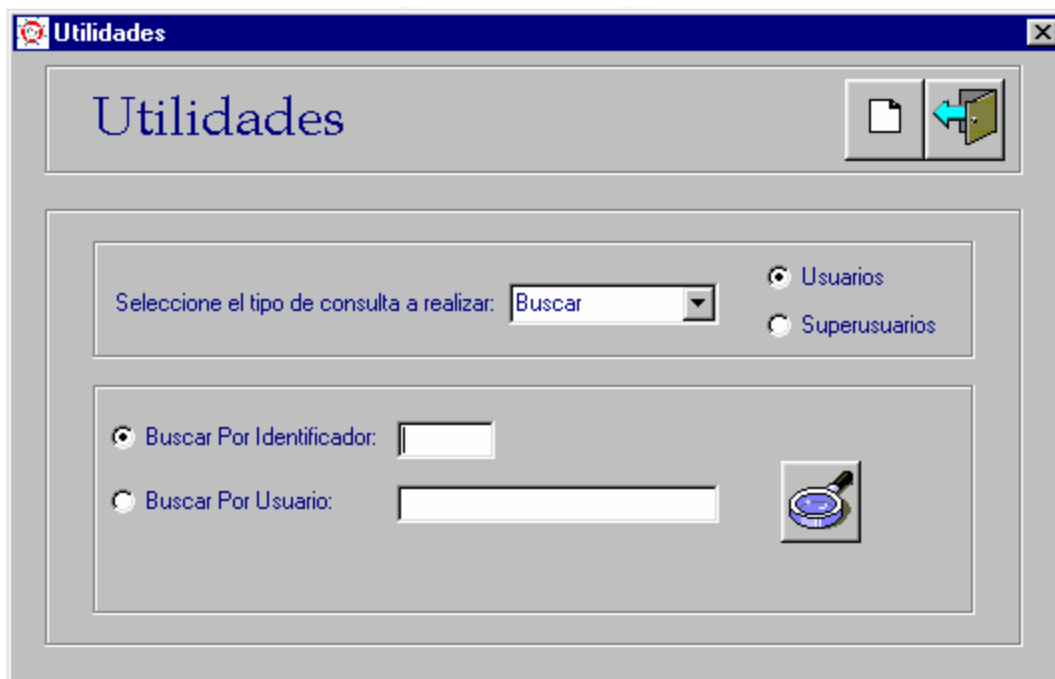 Utilidades
Utilidades
Seleccione el tipo de consulta a realizar: Buscar
Usuarios
Superusuarios
Buscar Por Identificador:
Buscar Por Usuario: